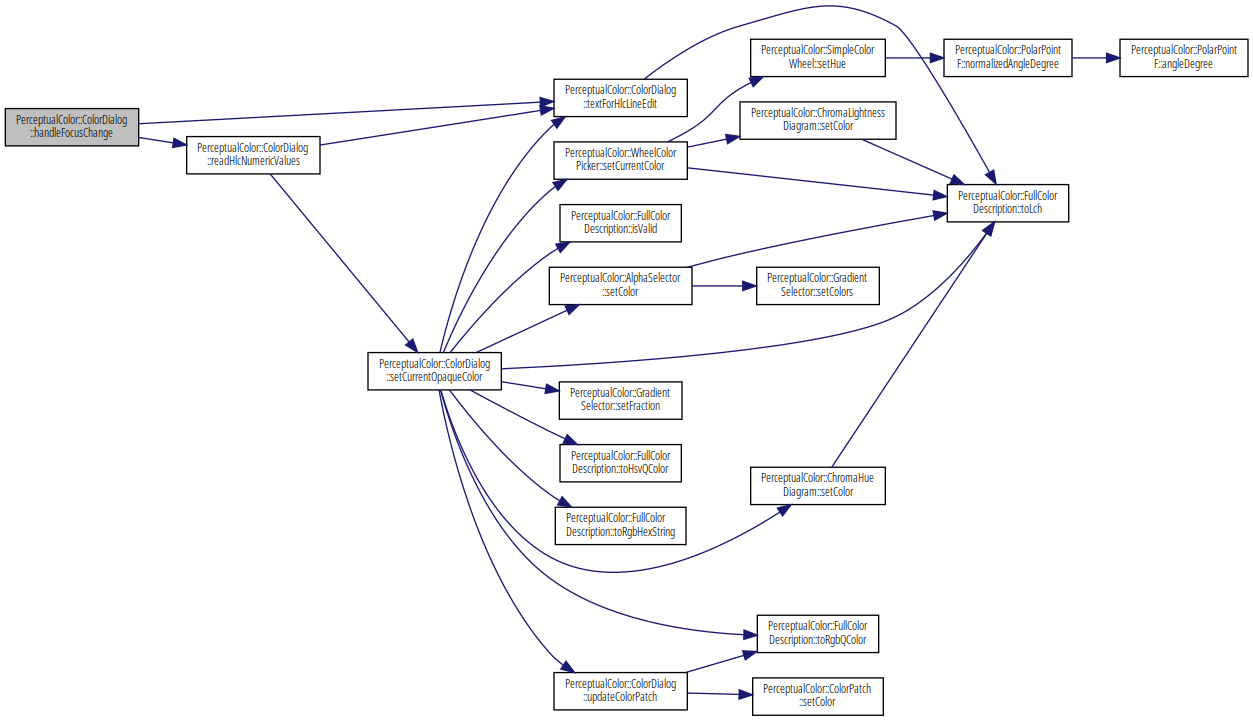 PerceptualColor::ColorDialog
::handleFocusChange
PerceptualColor::ColorDialog
::readHlcNumericValues
PerceptualColor::ColorDialog
::setCurrentOpaqueColor
PerceptualColor::ColorDialog
::textForHlcLineEdit
PerceptualColor::WheelColor
Picker::setCurrentColor
PerceptualColor::FullColor
Description::isValid
PerceptualColor::AlphaSelector
::setColor
PerceptualColor::Gradient
Selector::setFraction
PerceptualColor::FullColor
Description::toHsvQColor
PerceptualColor::FullColor
Description::toRgbHexString
PerceptualColor::ColorDialog
::updateColorPatch
PerceptualColor::SimpleColor
Wheel::setHue
PerceptualColor::ChromaLightness
Diagram::setColor
PerceptualColor::Gradient
Selector::setColors
PerceptualColor::ChromaHue
Diagram::setColor
PerceptualColor::FullColor
Description::toRgbQColor
PerceptualColor::ColorPatch
::setColor
PerceptualColor::PolarPoint
F::normalizedAngleDegree
PerceptualColor::FullColor
Description::toLch
PerceptualColor::PolarPoint
F::angleDegree